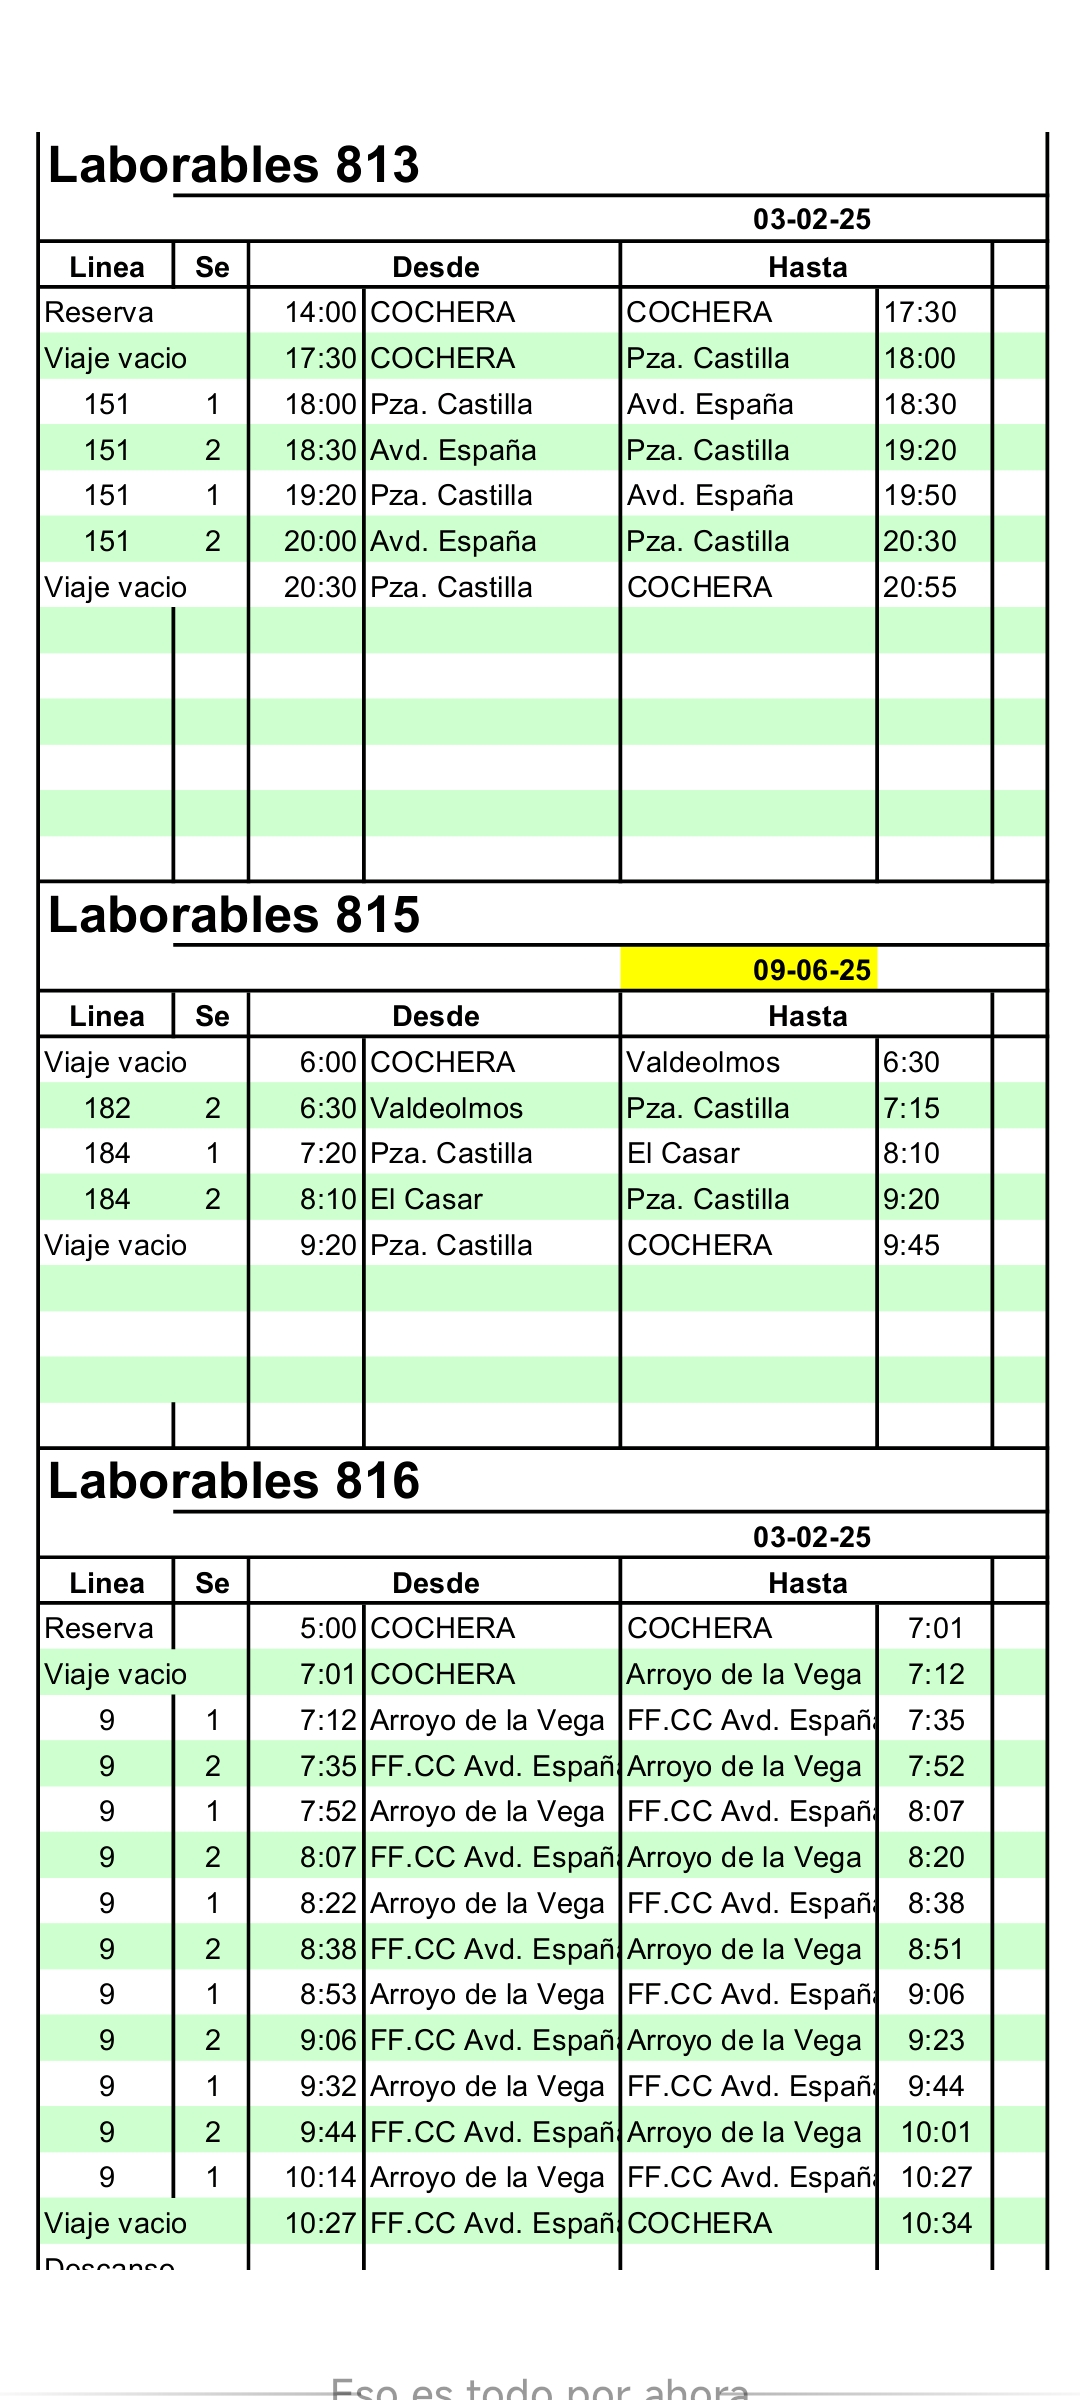 Laborables 813
03-02-25
Linea Se Desde Hasta
Reserva 14:00 COCHERA COCHERA 17:30
Viaje vacio 17:30 COCHERA Pza. Castilla 18:00
151 1 18:00 Pza. Castilla Avd. España 18:30
151 2 18:30 Avd. España Pza. Castilla 19:20
151 1 19:20 Pza. Castilla Avd. España 19:50
151 2 20:00 Avd. España Pza. Castilla 20:30
Viaje vacio 20:30 Pza. Castilla COCHERA 20:55
Laborables 815
09-06-25
Linea Se Desde Hasta
Viaje vacio 6:00 COCHERA Valdeolmos 6:30
182 2 6:30 Valdeolmos Pza. Castilla 7:15
184 1 7:20 Pza. Castilla El Casar 8:10
184 2 8:10 El Casar Pza. Castilla 9:20
Viaje vacio 9:20 Pza. Castilla COCHERA 9:45
Laborables 816
03-02-25
Linea Se Desde Hasta
Reserva 5:00 COCHERA COCHERA 7:01
Viaje vacio 7:01 COCHERA Arroyo de la Vega 7:12
9 1 7:12 Arroyo de la Vega FF.CC Avd. España 7:35
9 2 7:35 FF.CC Avd. España Arroyo de la Vega 7:52
9 1 7:52 Arroyo de la Vega FF.CC Avd. España 8:07
9 2 8:07 FF.CC Avd. España Arroyo de la Vega 8:20
9 1 8:22 Arroyo de la Vega FF.CC Avd. España 8:38
9 2 8:38 FF.CC Avd. España Arroyo de la Vega 8:51
9 1 8:53 Arroyo de la Vega FF.CC Avd. España 9:06
9 2 9:06 FF.CC Avd. España Arroyo de la Vega 9:23
9 1 9:32 Arroyo de la Vega FF.CC Avd. España 9:44
9 2 9:44 FF.CC Avd. España Arroyo de la Vega 10:01
9 1 10:14 Arroyo de la Vega FF.CC Avd. España 10:27
Viaje vacio 10:27 FF.CC Avd. España COCHERA 10:34
Descanso
Eso es todo por ahora